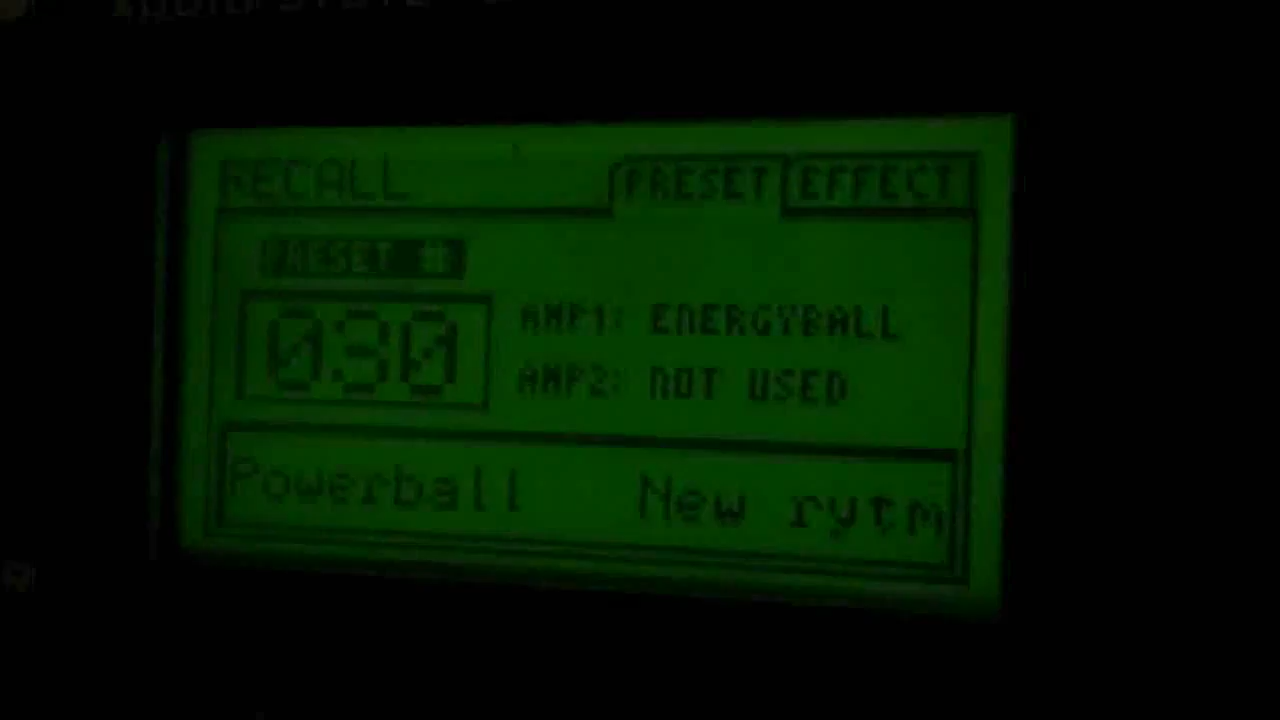 RECALL PRESET EFFECT
PRESET #
030
AMP1: ENERGYBALL
AMP2: NOT USED
Powerball New rytm